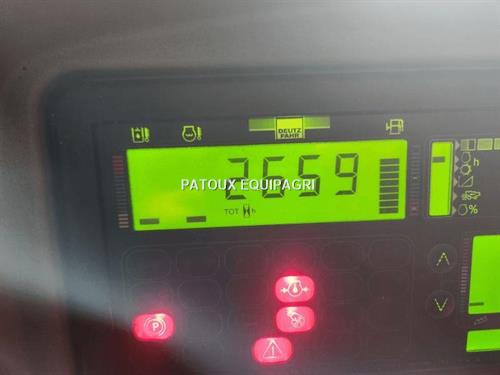 DEUTZ
FAHR
2659
PATOUX EQUIPAGRI
TOT h
h
%
P